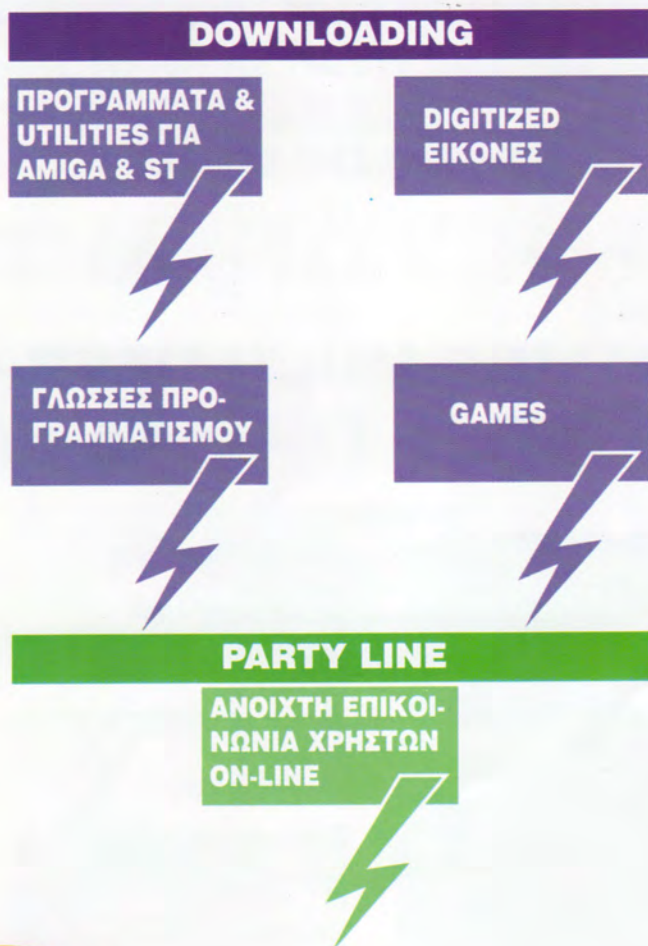 DOWNLOADING
ΠΡΟΓΡΑΜΜΑΤΑ &
UTILITIES ΓΙΑ
AMIGA & ST
DIGITIZED
ΕΙΚΟΝΕΣ
ΓΛΩΣΣΕΣ ΠΡΟ-
ΓΡΑΜΜΑΤΙΣΜΟΥ
GAMES
PARTY LINE
ΑΝΟΙΧΤΗ ΕΠΙΚΟΙ-
ΝΩΝΙΑ ΧΡΗΣΤΩΝ
ON-LINE